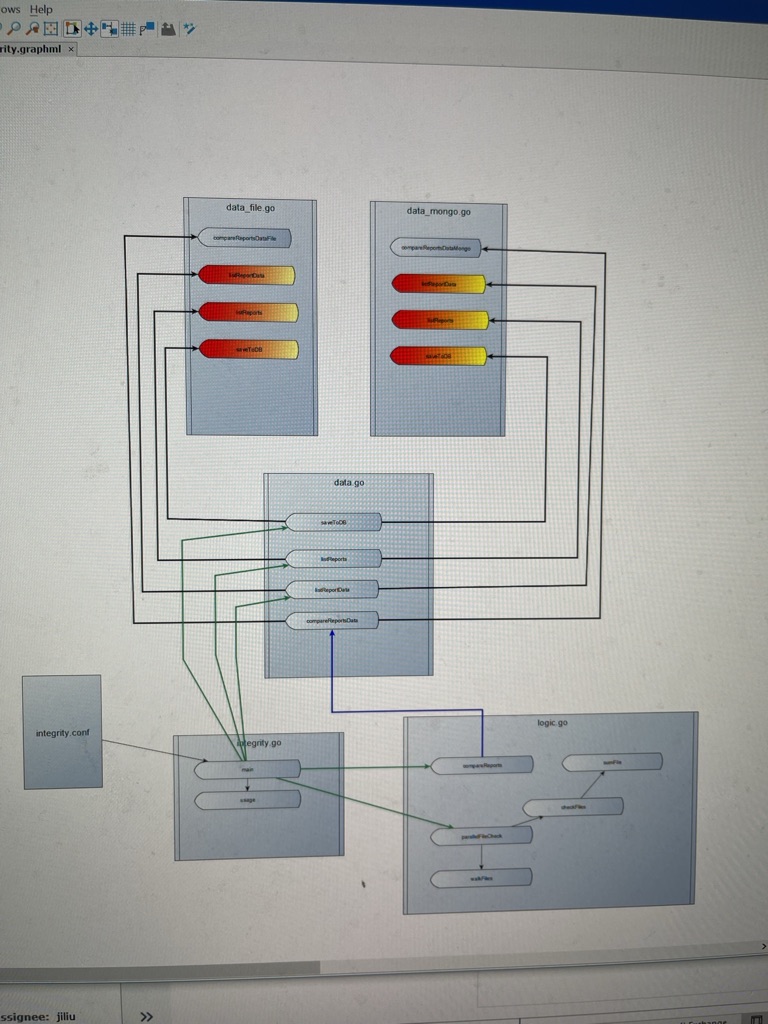 ows Help
rity.graphml ×
data_file.go
compareReportsDataFile
listReportData
listReports
saveToDB
data_mongo.go
compareReportsDataMongo
listReportData
listReports
saveToDB
data.go
saveToDB
listReports
listReportData
compareReportsData
integrity.conf
integrity.go
main
usage
logic.go
compareReports
sumFile
checkFiles
parallelFileCheck
walkFiles
ssignee: jiliu